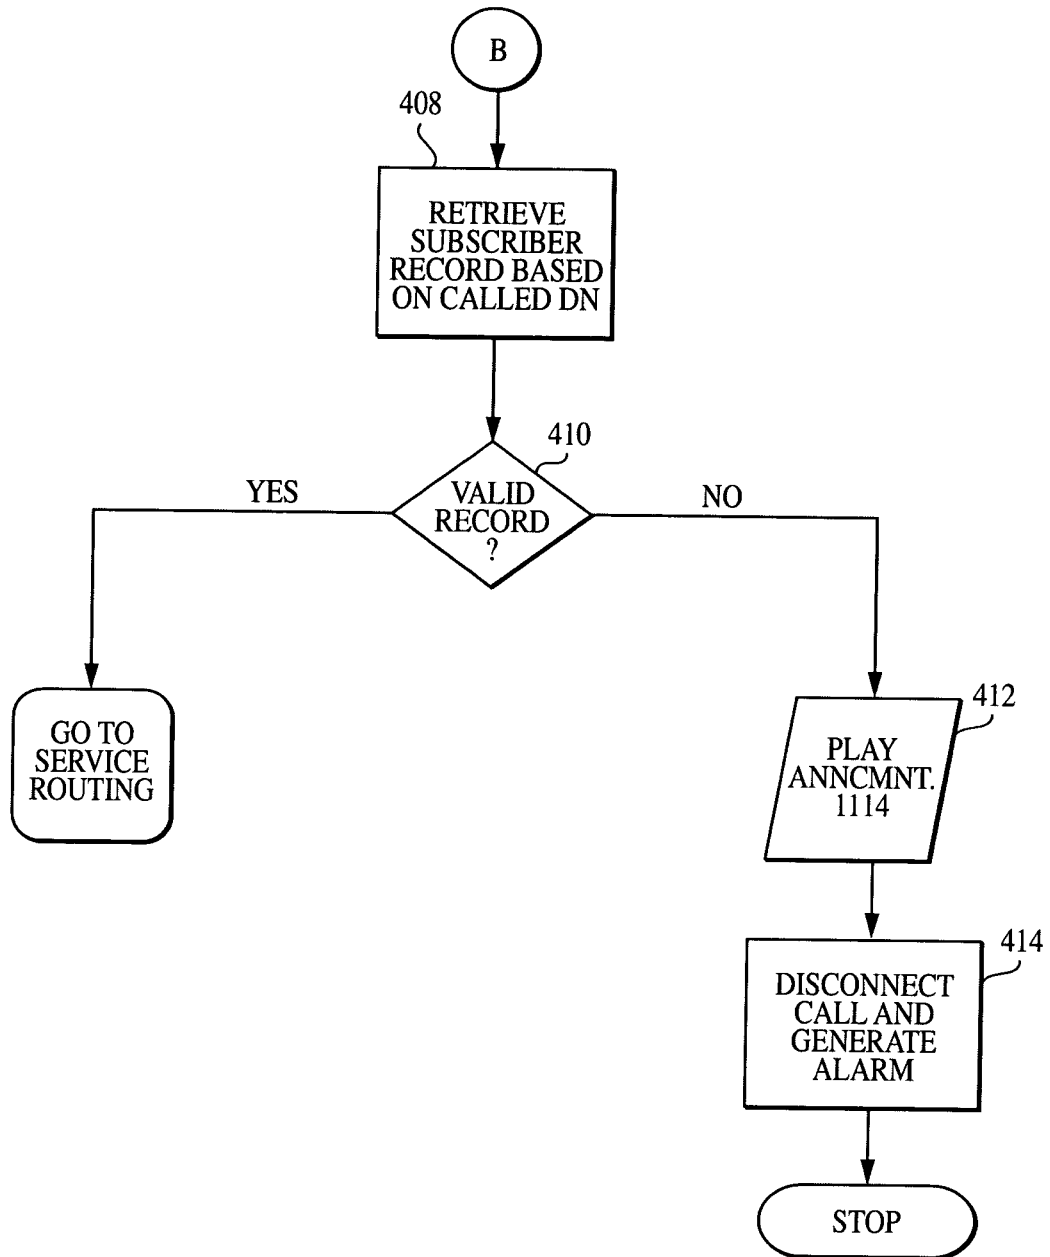 B
408
RETRIEVE
SUBSCRIBER
RECORD BASED
ON CALLED DN
410
YES
VALID
RECORD
?
NO
GO TO
SERVICE
ROUTING
412
PLAY
ANNCMNT.
1114
414
DISCONNECT
CALL AND
GENERATE
ALARM
STOP